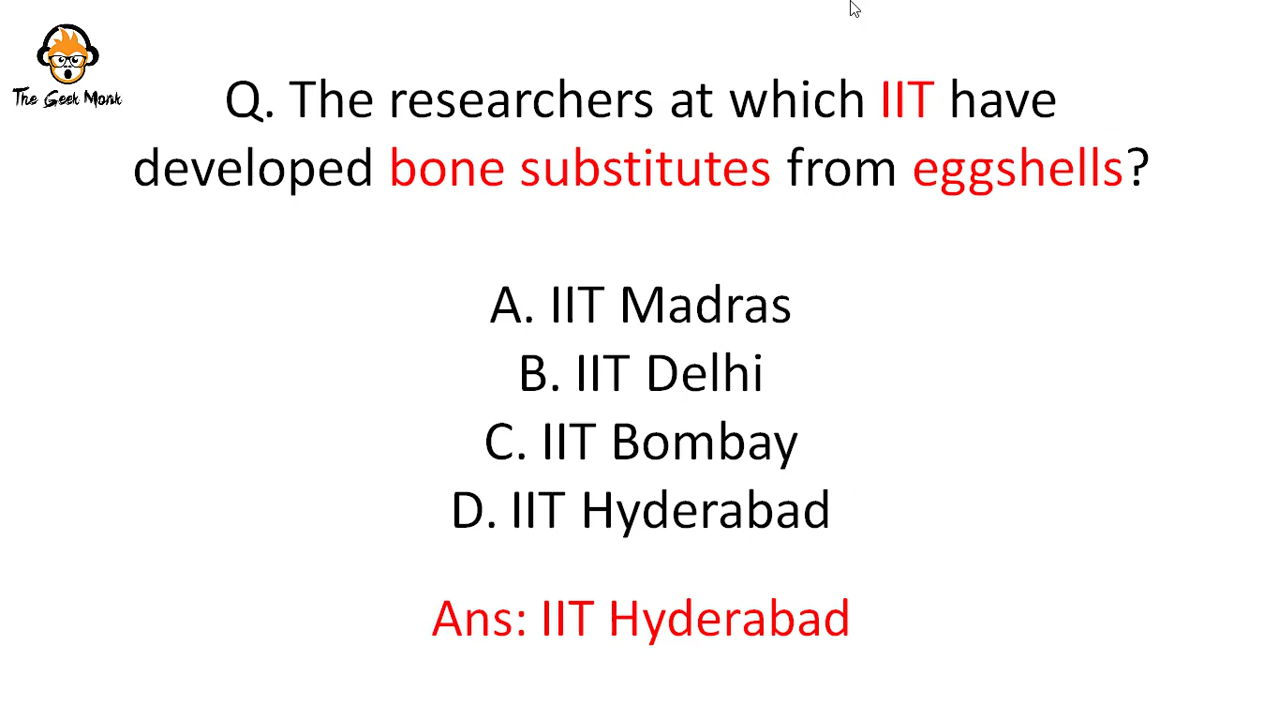 The Geek Monk
Q. The researchers at which IIT have
developed bone substitutes from eggshells?
A. IIT Madras
B. IIT Delhi
C. IIT Bombay
D. IIT Hyderabad
Ans: IIT Hyderabad